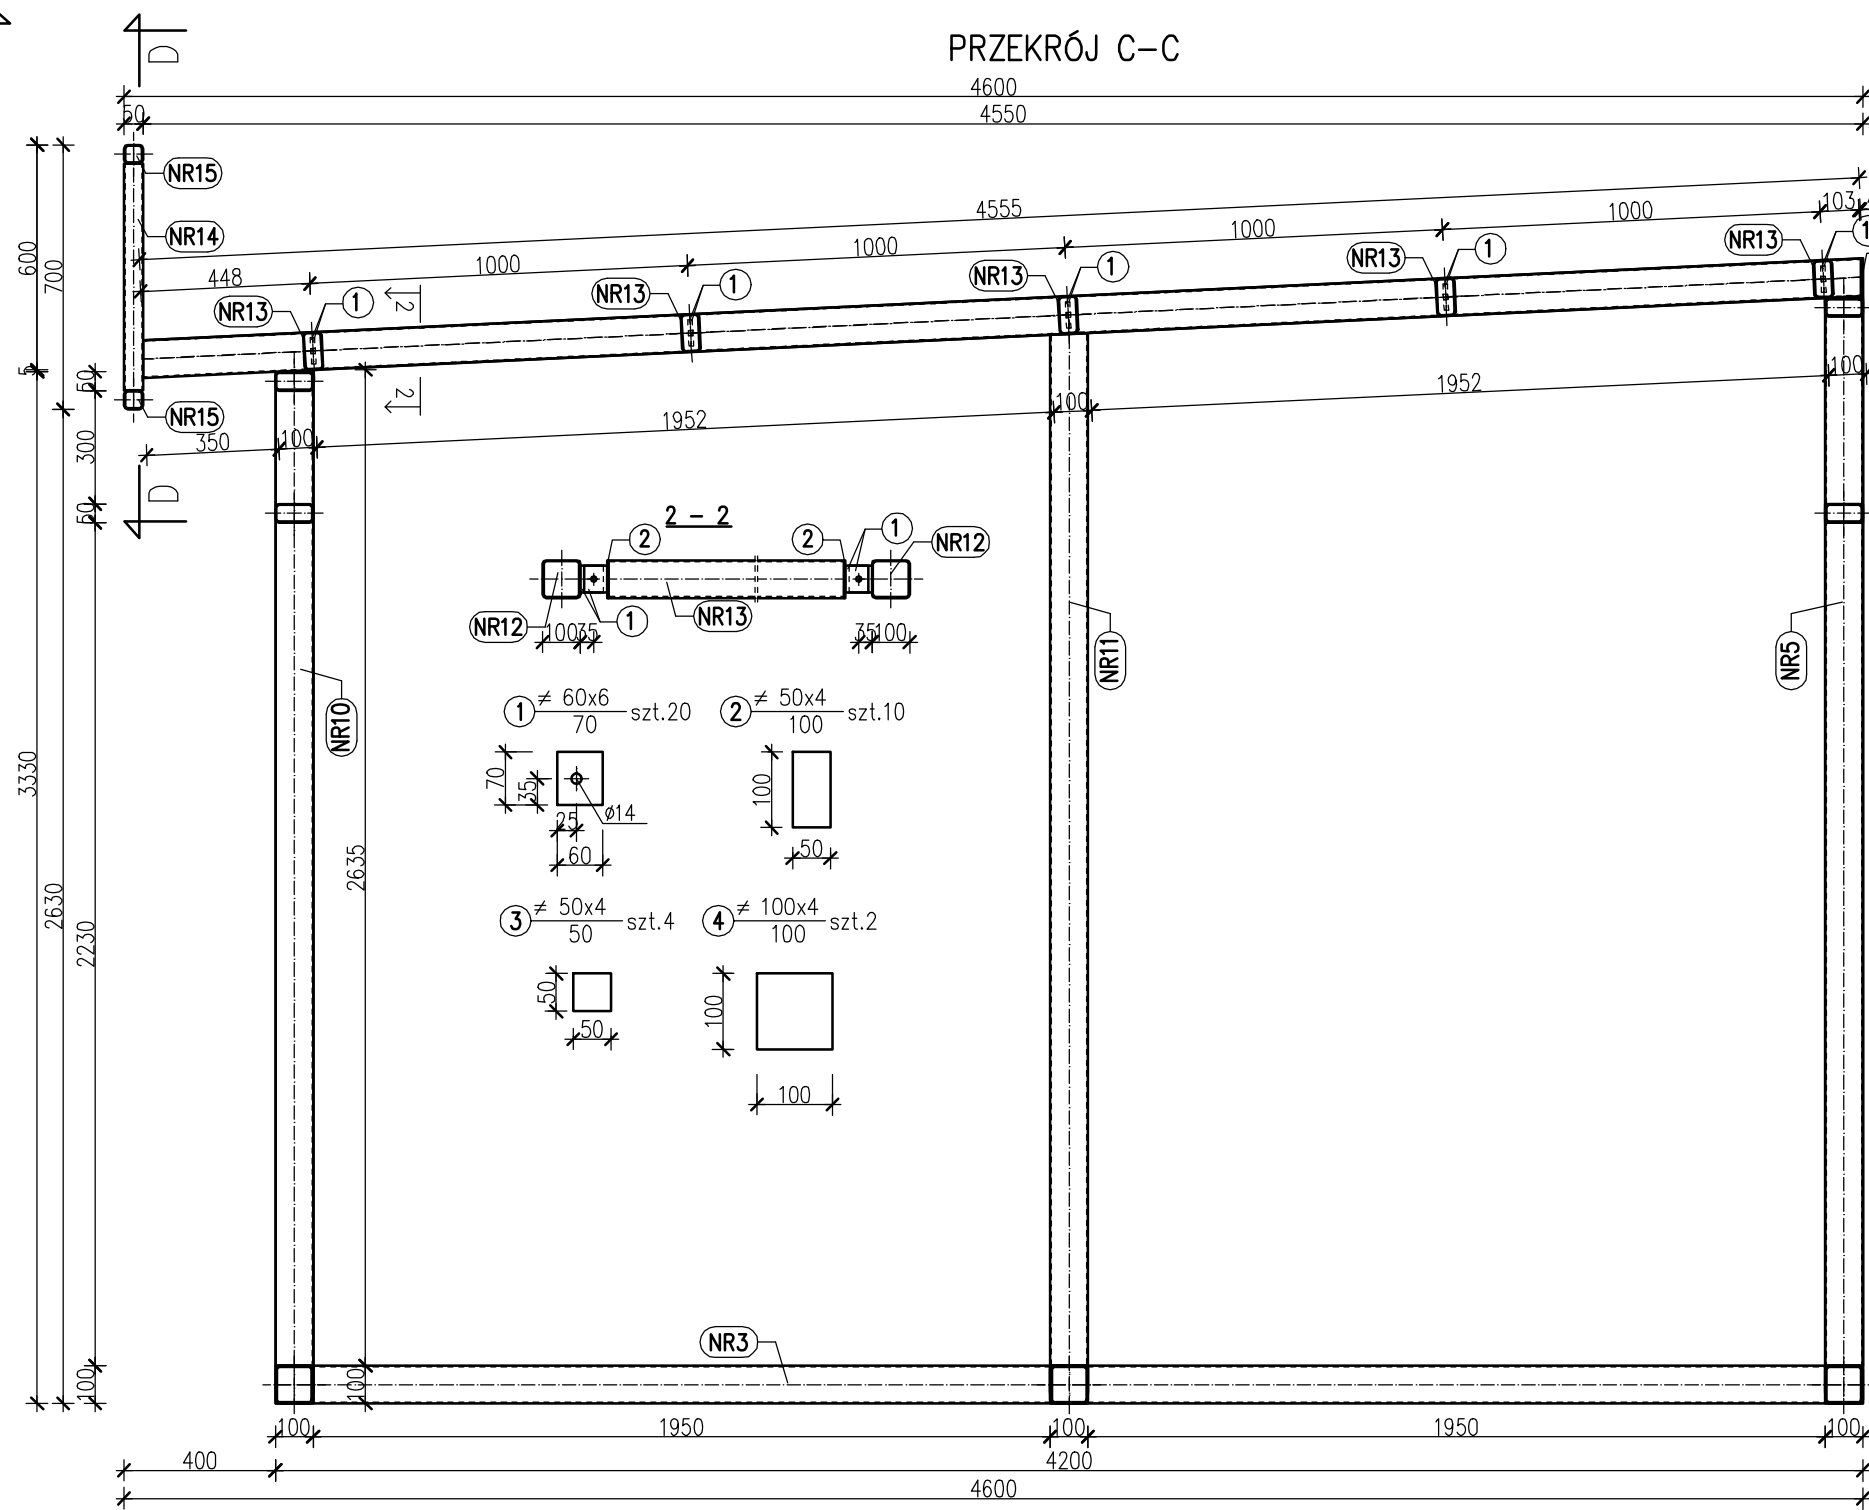 PRZEKRÓJ C-C
D
4600
50 4550
NR15
NR14
4555
448 1000 1000 1000 1000 103
NR13 1
NR13 1
NR13 1
NR13 1
NR13 1
2
2
600
700
5
50
NR15
350 100 1952 100 1952 100
300
50
D
2 - 2
2 2 1 NR12
NR12 1 NR13
100 35 35 100
NR10
NR11
NR5
1 ≠ 60x6 szt.20
70
2 ≠ 50x4 szt.10
100
70
35
25
60
ø14
100
50
3 ≠ 50x4 szt.4
50
4 ≠ 100x4 szt.2
100
50
50
100
100
3330
2630
2230
2635
100
100
NR3
100 1950 100 1950 100
400 4200
4600